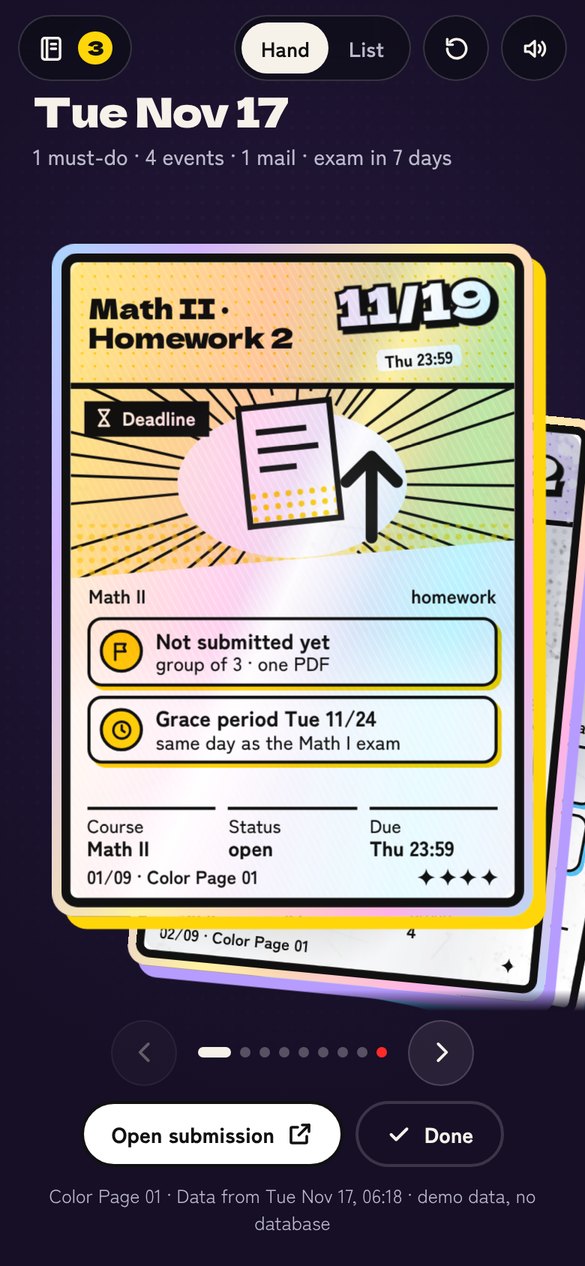 3
Hand
List
Tue Nov 17
1 must-do · 4 events · 1 mail · exam in 7 days
Math II ·
Homework 2
11/19
Thu 23:59
Deadline
Math II
homework
Not submitted yet
group of 3 · one PDF
Grace period Tue 11/24
same day as the Math I exam
Course
Status
Due
Math II
open
Thu 23:59
01/09 · Color Page 01
02/09 · Color Page 01
4
Open submission
Done
Color Page 01 · Data from Tue Nov 17, 06:18 · demo data, no
database